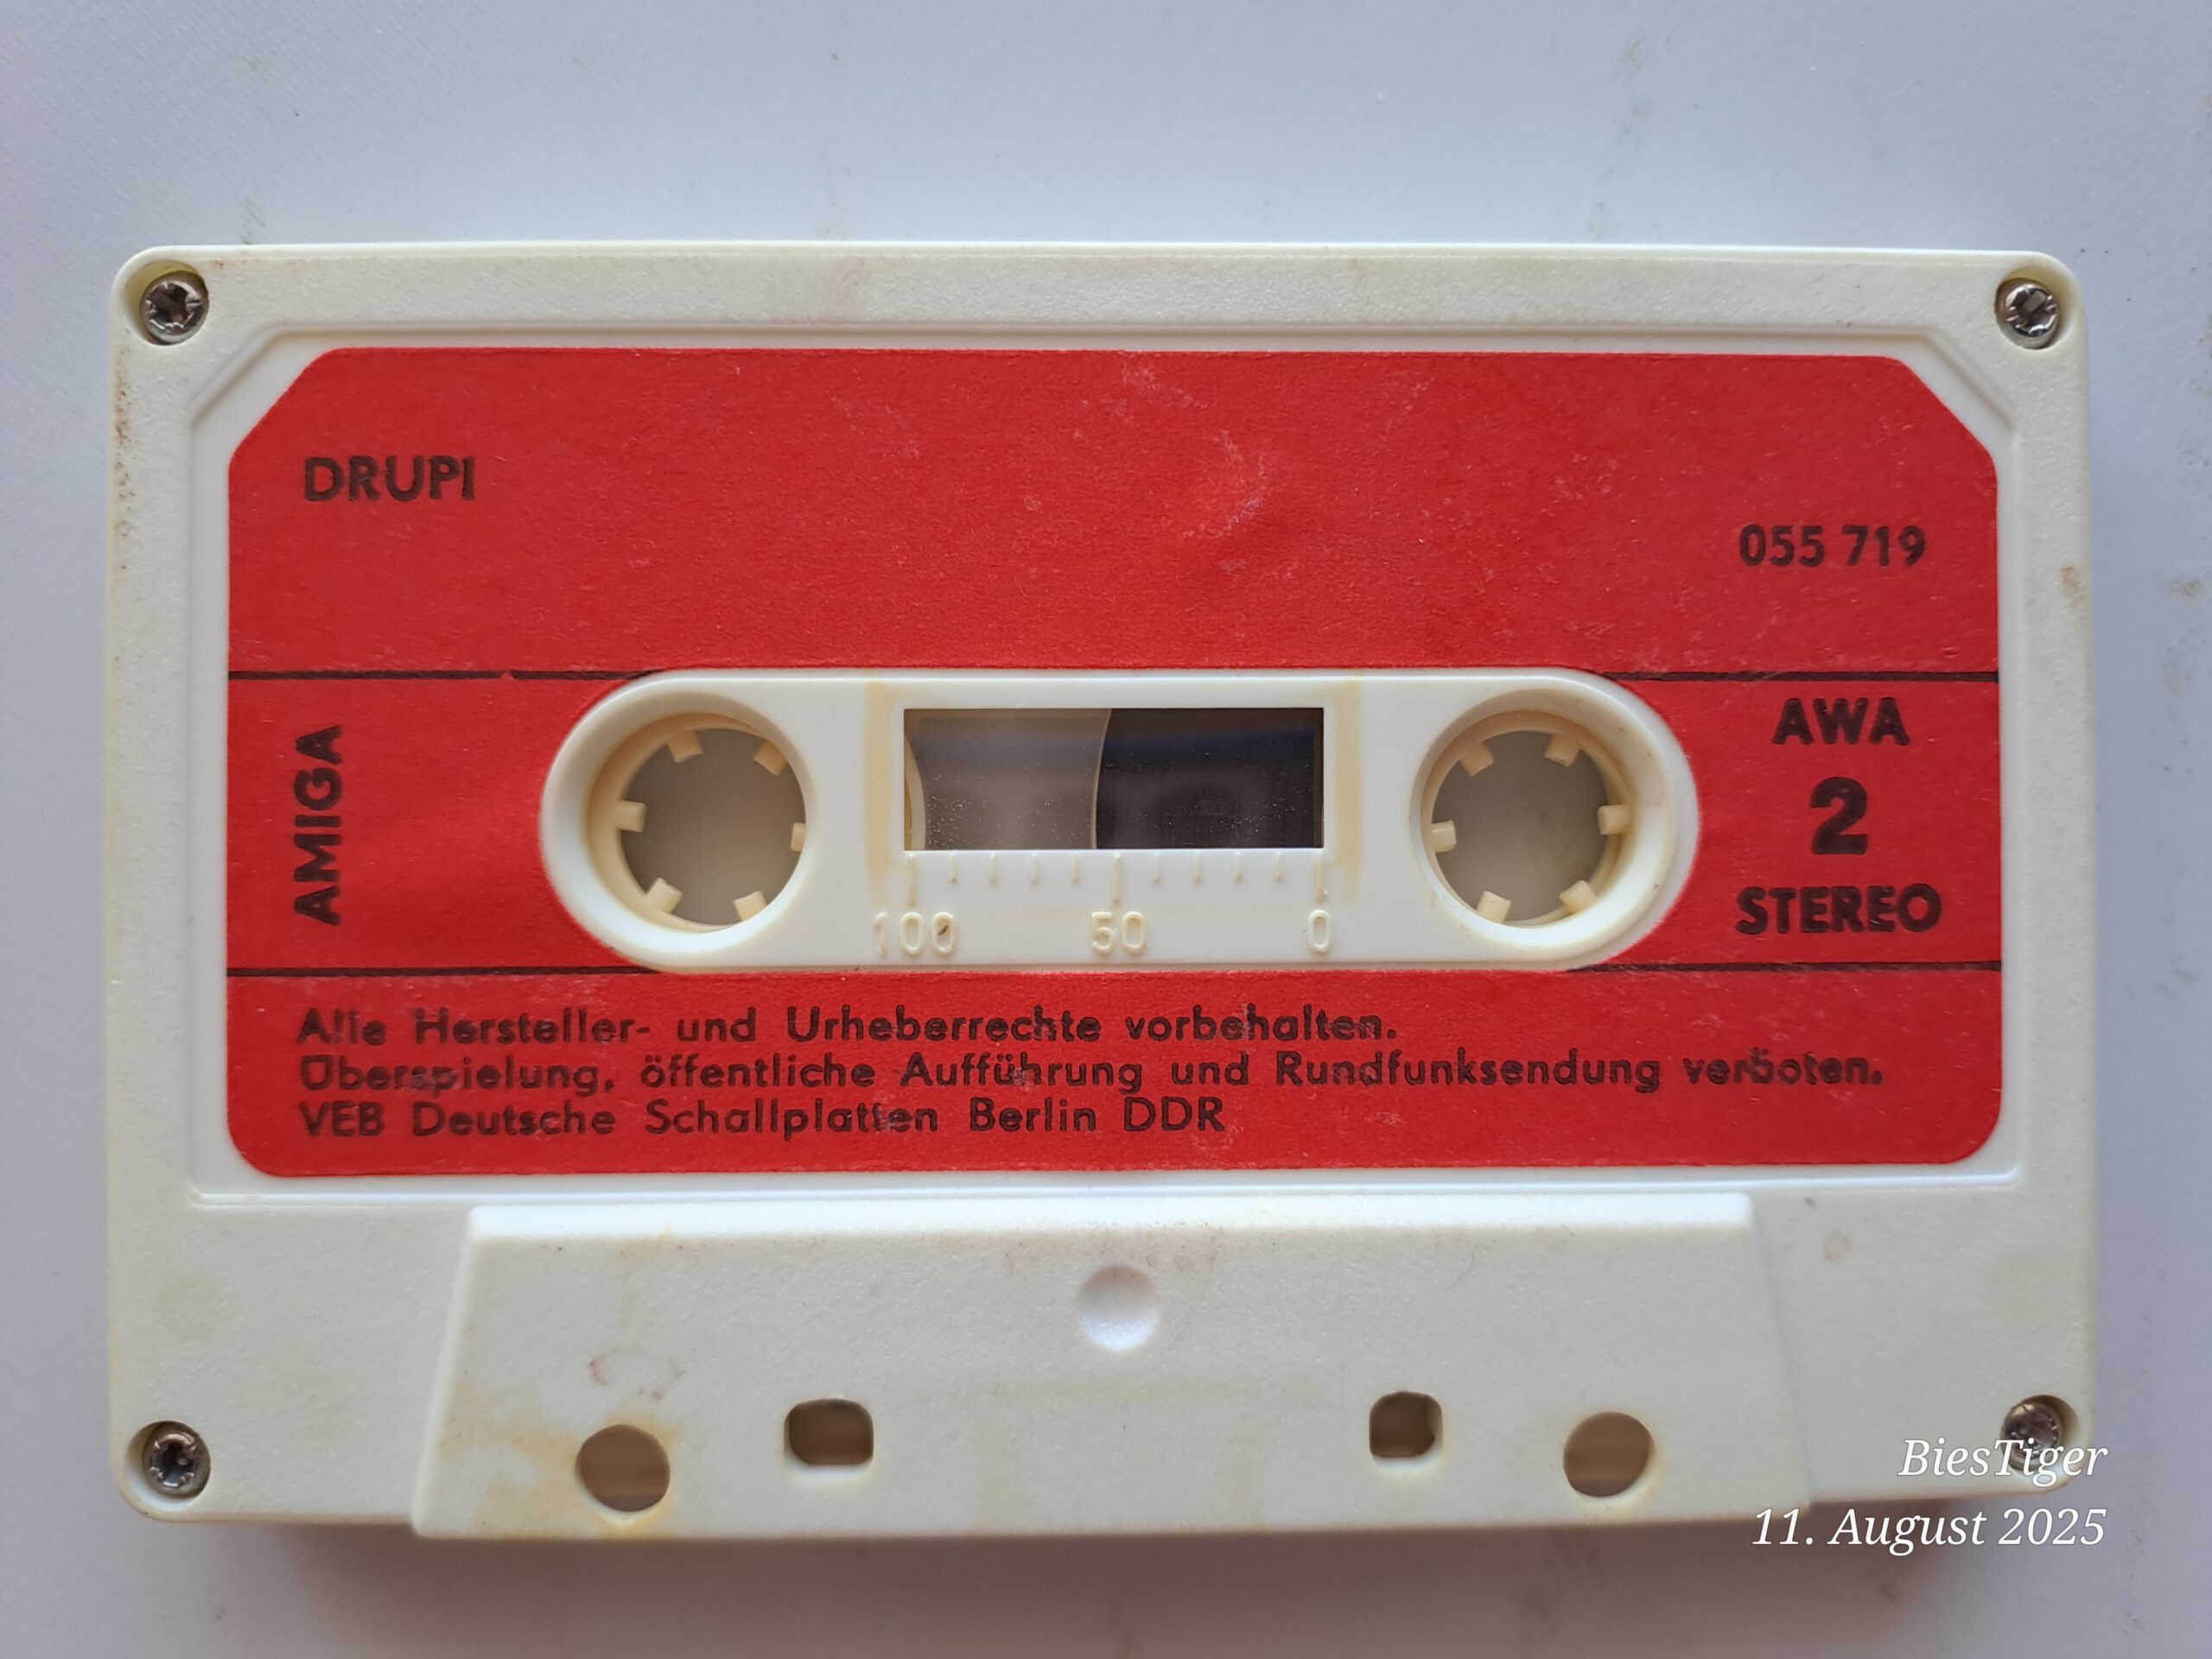 DRUPI
055 719
AMIGA
AWA
2
STEREO
100 50 0
Alle Hersteller- und Urheberrechte vorbehalten.
Überspielung, öffentliche Aufführung und Rundfunksendung verboten.
VEB Deutsche Schallplatten Berlin DDR
BiesTiger
11. August 2025